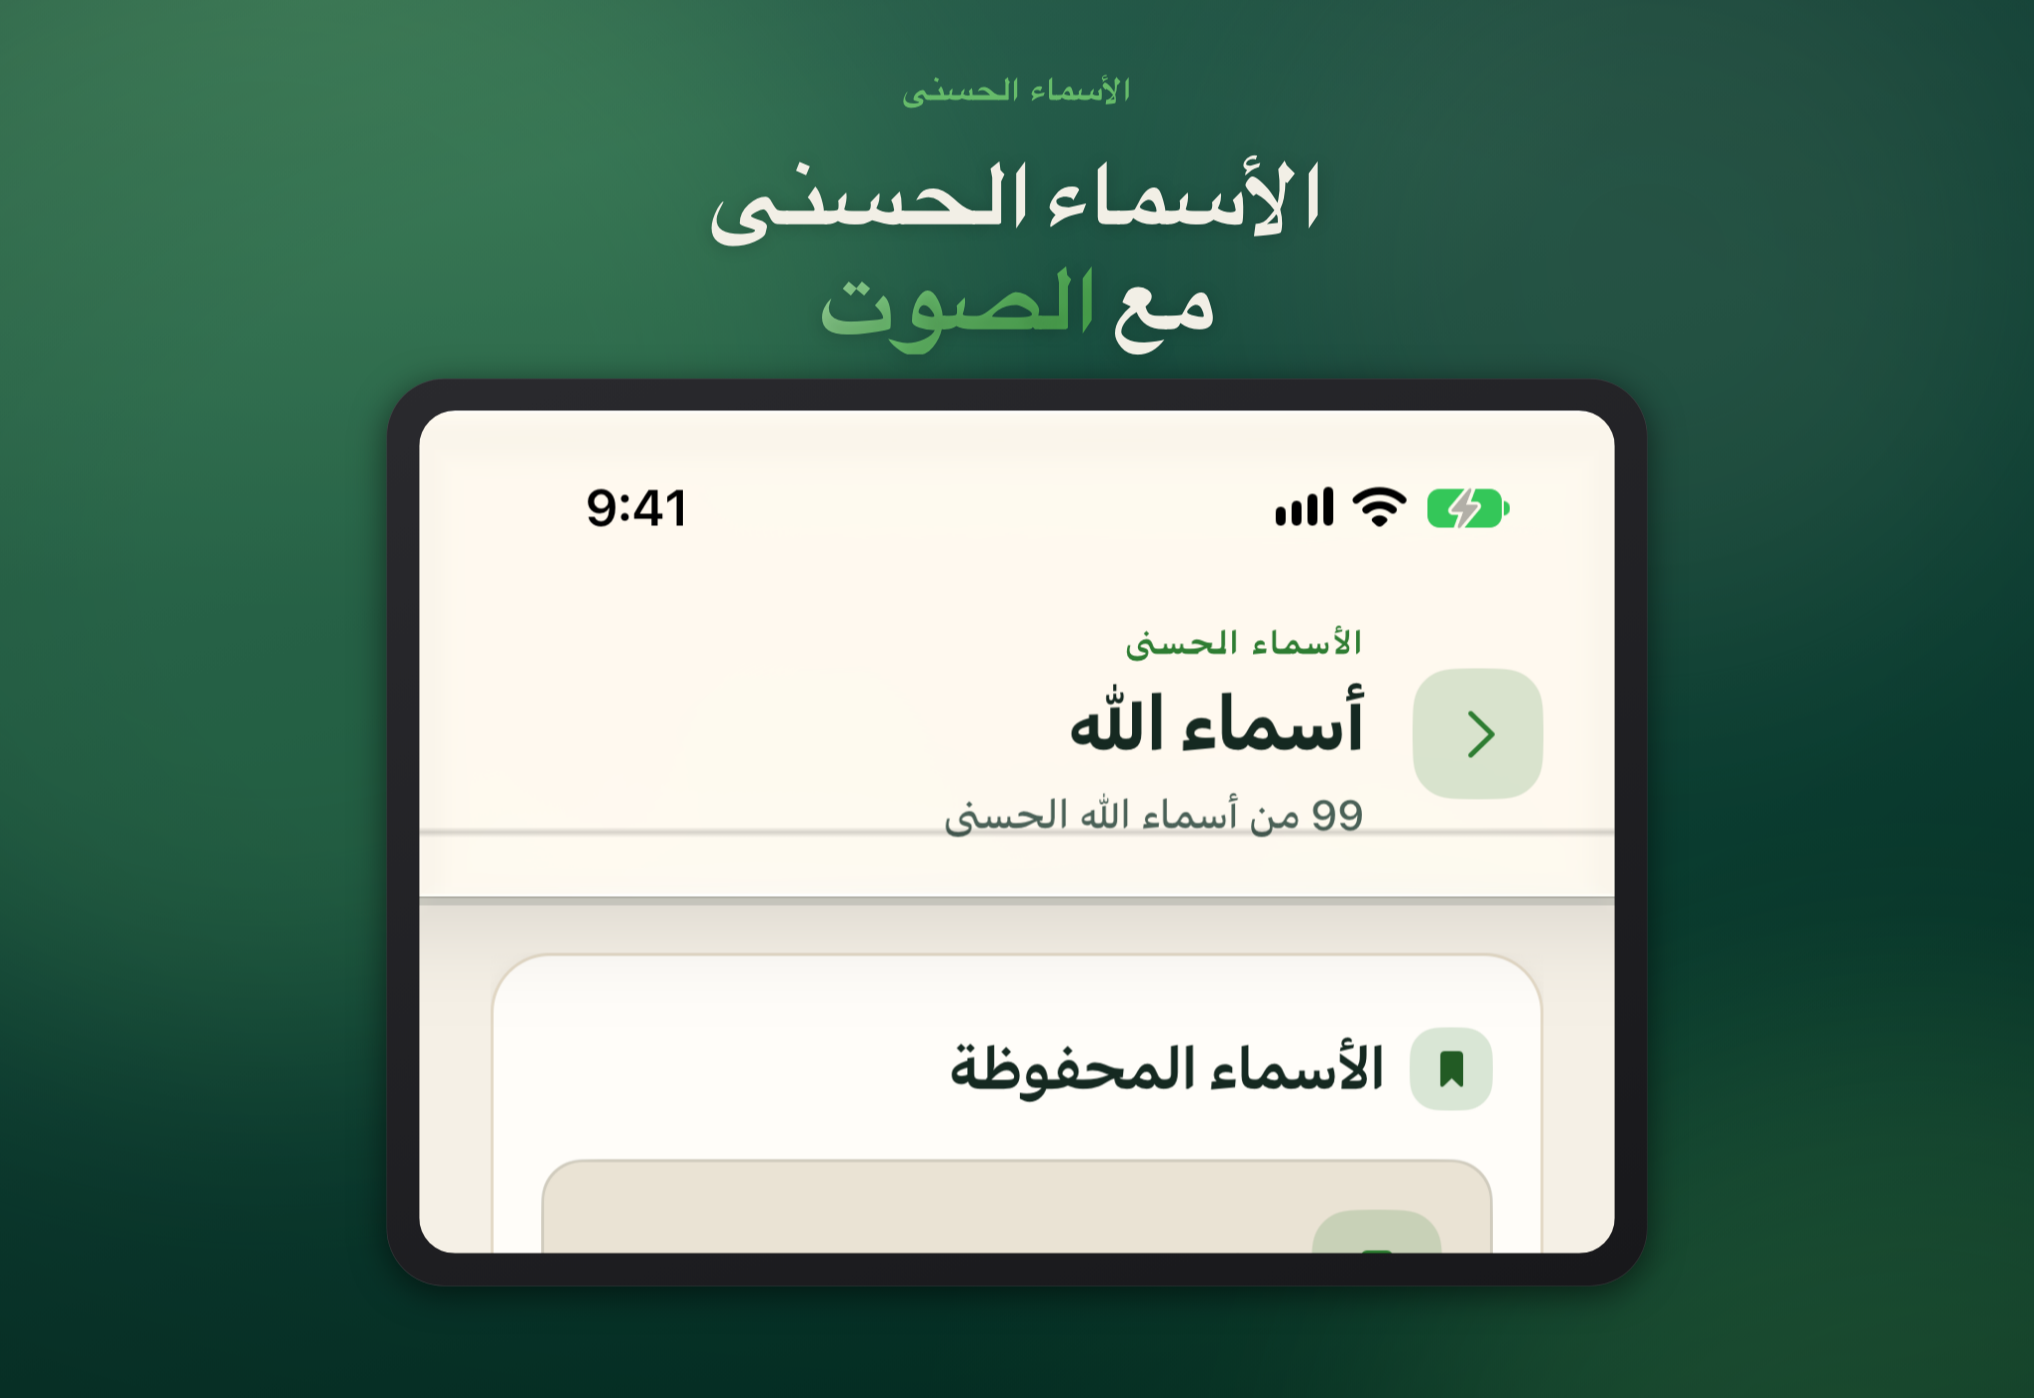 الأسماء الحسنى
الأسماء الحسنى
مع الصوت
9:41
الأسماء الحسنى
أسماء الله
99 من أسماء الله الحسنى
الأسماء المحفوظة